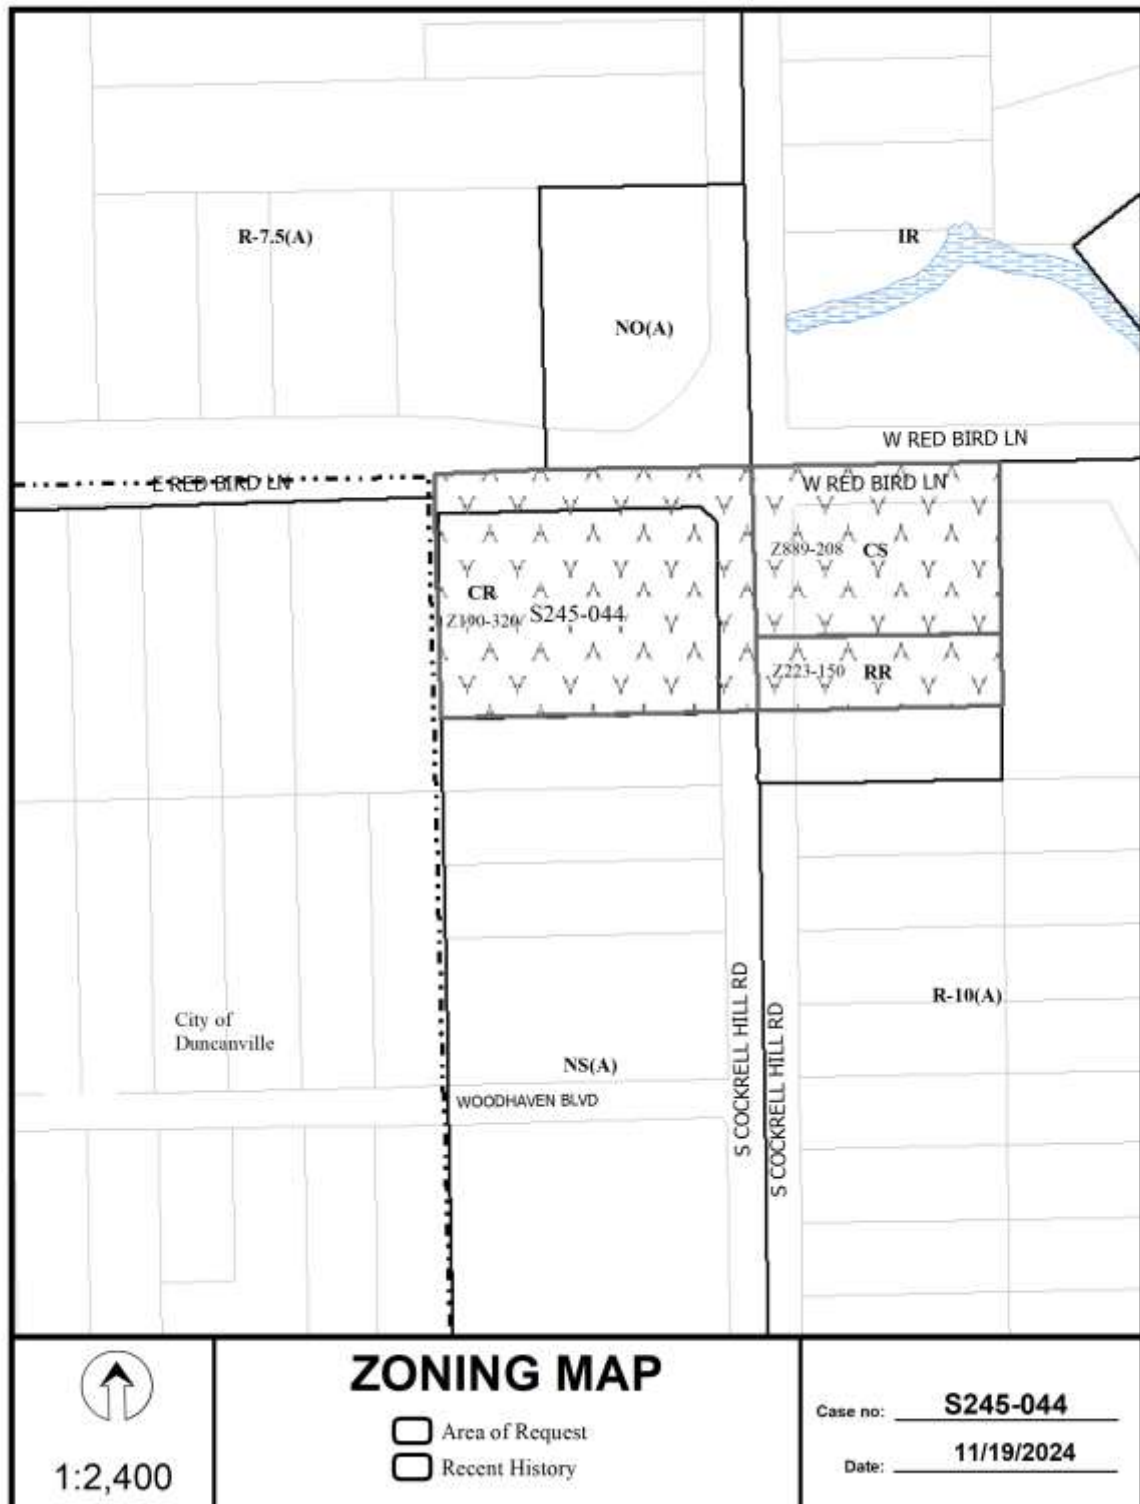 R-7.5(A)
IR
NO(A)
W RED BIRD LN
E RED BIRD LN
W RED BIRD LN
Z889-208 CS
CR
Z190-320 S245-044
Z223-150 RR
S COCKRELL HILL RD
S COCKRELL HILL RD
R-10(A)
City of
Duncanville
NS(A)
WOODHAVEN BLVD
ZONING MAP
Area of Request
Recent History
1:2,400
Case no: S245-044
Date: 11/19/2024